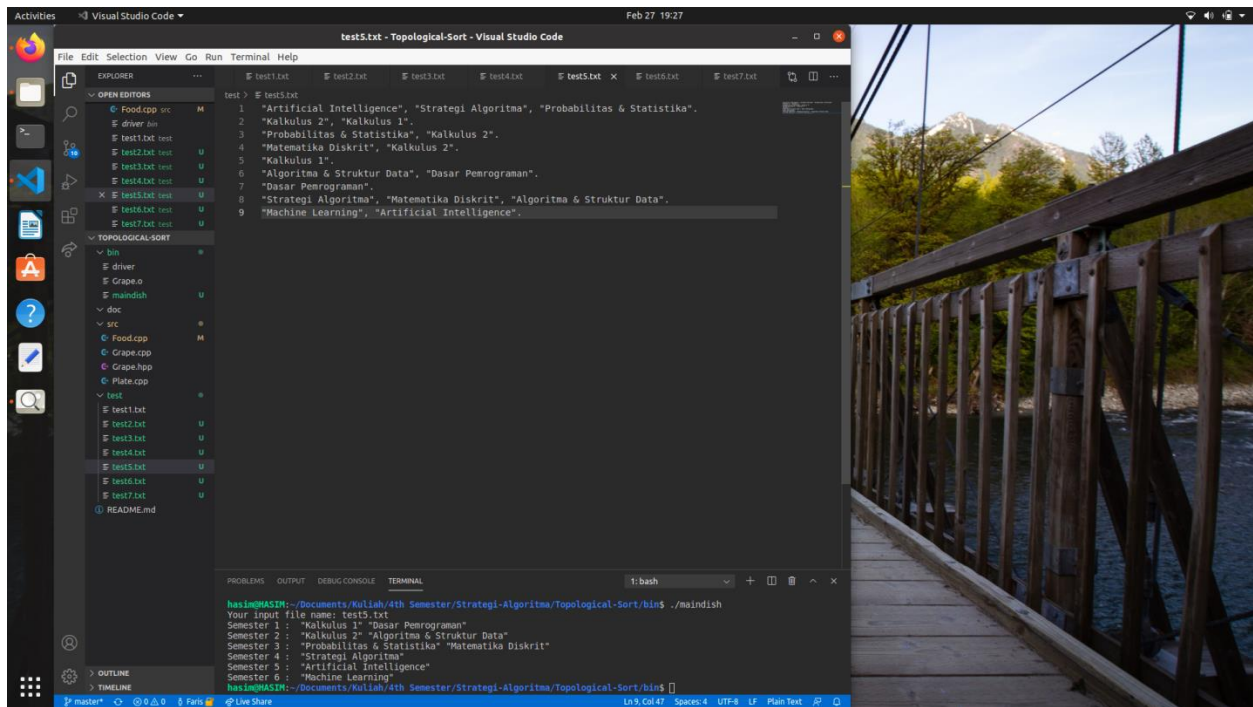 Activities
Visual Studio Code
Feb 27 19:27
test5.txt - Topological-Sort - Visual Studio Code
File Edit Selection View Go Run Terminal Help
EXPLORER
OPEN EDITORS
Food.cpp src M
driver bin
test1.txt test
test2.txt test U
test3.txt test U
test4.txt test U
test5.txt test U
test6.txt test U
test7.txt test U
TOPOLOGICAL-SORT
bin
driver
Grape.o
maindish U
doc
src
Food.cpp M
Grape.cpp
Grape.hpp
Plate.cpp
test
test1.txt
test2.txt U
test3.txt U
test4.txt U
test5.txt U
test6.txt U
test7.txt U
README.md
OUTLINE
TIMELINE
test1.txt test2.txt test3.txt test4.txt test5.txt test6.txt test7.txt
test > test5.txt
1 "Artificial Intelligence", "Strategi Algoritma", "Probabilitas & Statistika".
2 "Kalkulus 2", "Kalkulus 1".
3 "Probabilitas & Statistika", "Kalkulus 2".
4 "Matematika Diskrit", "Kalkulus 2".
5 "Kalkulus 1".
6 "Algoritma & Struktur Data", "Dasar Pemrograman".
7 "Dasar Pemrograman".
8 "Strategi Algoritma", "Matematika Diskrit", "Algoritma & Struktur Data".
9 "Machine Learning", "Artificial Intelligence".
PROBLEMS OUTPUT DEBUG CONSOLE TERMINAL
1: bash
hasim@HASIM:~/Documents/Kuliah/4th Semester/Strategi-Algoritma/Topological-Sort/bin$ ./maindish
Your input file name: test5.txt
Semester 1 : "Kalkulus 1" "Dasar Pemrograman"
Semester 2 : "Kalkulus 2" "Algoritma & Struktur Data"
Semester 3 : "Probabilitas & Statistika" "Matematika Diskrit"
Semester 4 : "Strategi Algoritma"
Semester 5 : "Artificial Intelligence"
Semester 6 : "Machine Learning"
hasim@HASIM:~/Documents/Kuliah/4th Semester/Strategi-Algoritma/Topological-Sort/bin$
master* 0 0 0 Faris Live Share
Ln 9, Col 47 Spaces: 4 UTF-8 LF Plain Text